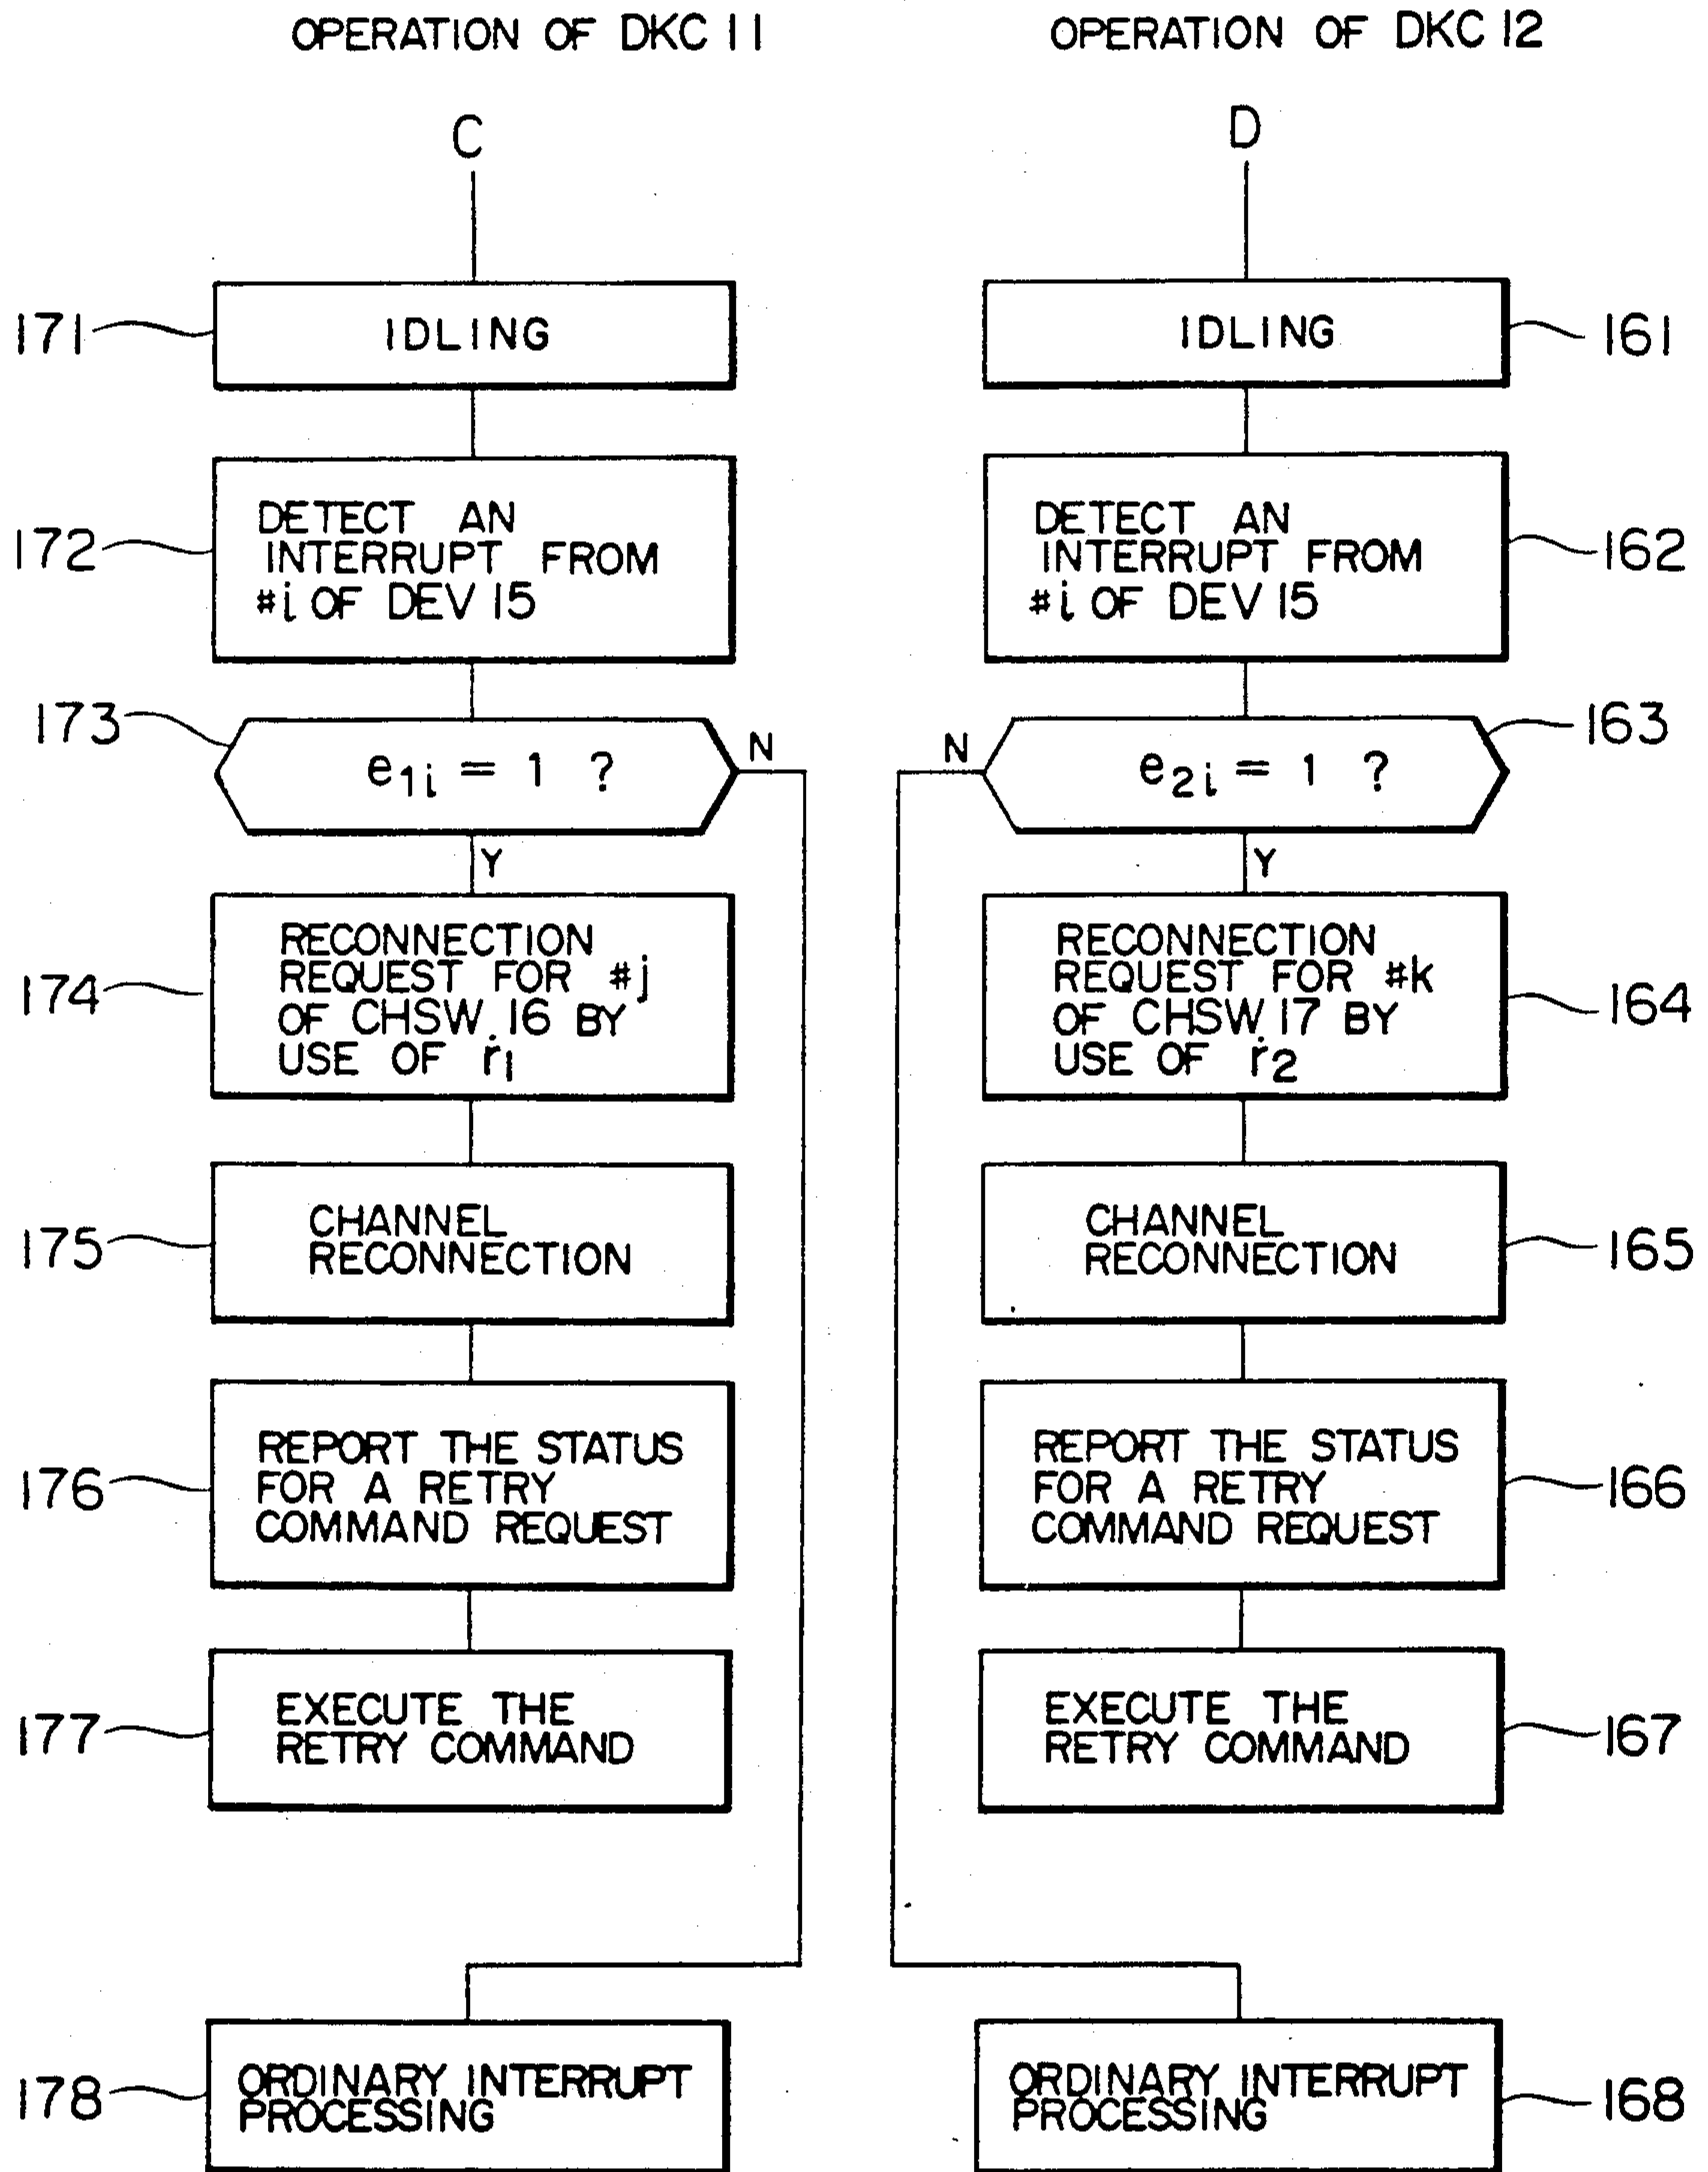 OPERATION OF DKC 11
C
171
IDLING
172
DETECT AN
INTERRUPT FROM
#i OF DEV 15
173
e1i = 1 ?
N
Y
174
RECONNECTION
REQUEST FOR #j
OF CHSW 16 BY
USE OF r1
175
CHANNEL
RECONNECTION
176
REPORT THE STATUS
FOR A RETRY
COMMAND REQUEST
177
EXECUTE THE
RETRY COMMAND
178
ORDINARY INTERRUPT
PROCESSING
OPERATION OF DKC 12
D
IDLING
161
DETECT AN
INTERRUPT FROM
#i OF DEV 15
162
N
e2i = 1 ?
163
Y
RECONNECTION
REQUEST FOR #k
OF CHSW 17 BY
USE OF r2
164
CHANNEL
RECONNECTION
165
REPORT THE STATUS
FOR A RETRY
COMMAND REQUEST
166
EXECUTE THE
RETRY COMMAND
167
ORDINARY INTERRUPT
PROCESSING
168